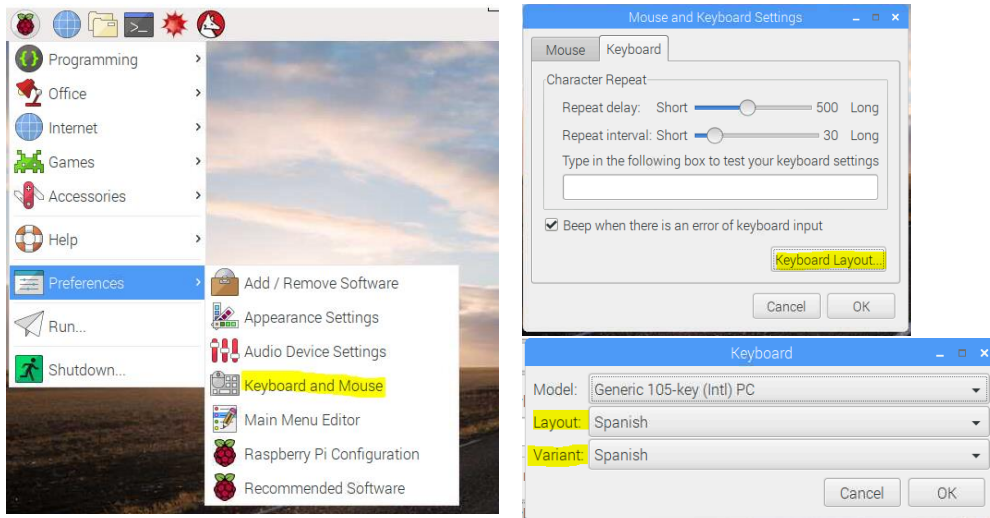 Programming
Office
Internet
Games
Accessories
Help
Preferences
Run...
Shutdown...
Add / Remove Software
Appearance Settings
Audio Device Settings
Keyboard and Mouse
Main Menu Editor
Raspberry Pi Configuration
Recommended Software
Mouse and Keyboard Settings
Mouse Keyboard
Character Repeat
Repeat delay: Short 500 Long
Repeat interval: Short 30 Long
Type in the following box to test your keyboard settings
Beep when there is an error of keyboard input
Keyboard Layout...
Cancel OK
Keyboard
Model: Generic 105-key (Intl) PC
Layout: Spanish
Variant: Spanish
Cancel OK